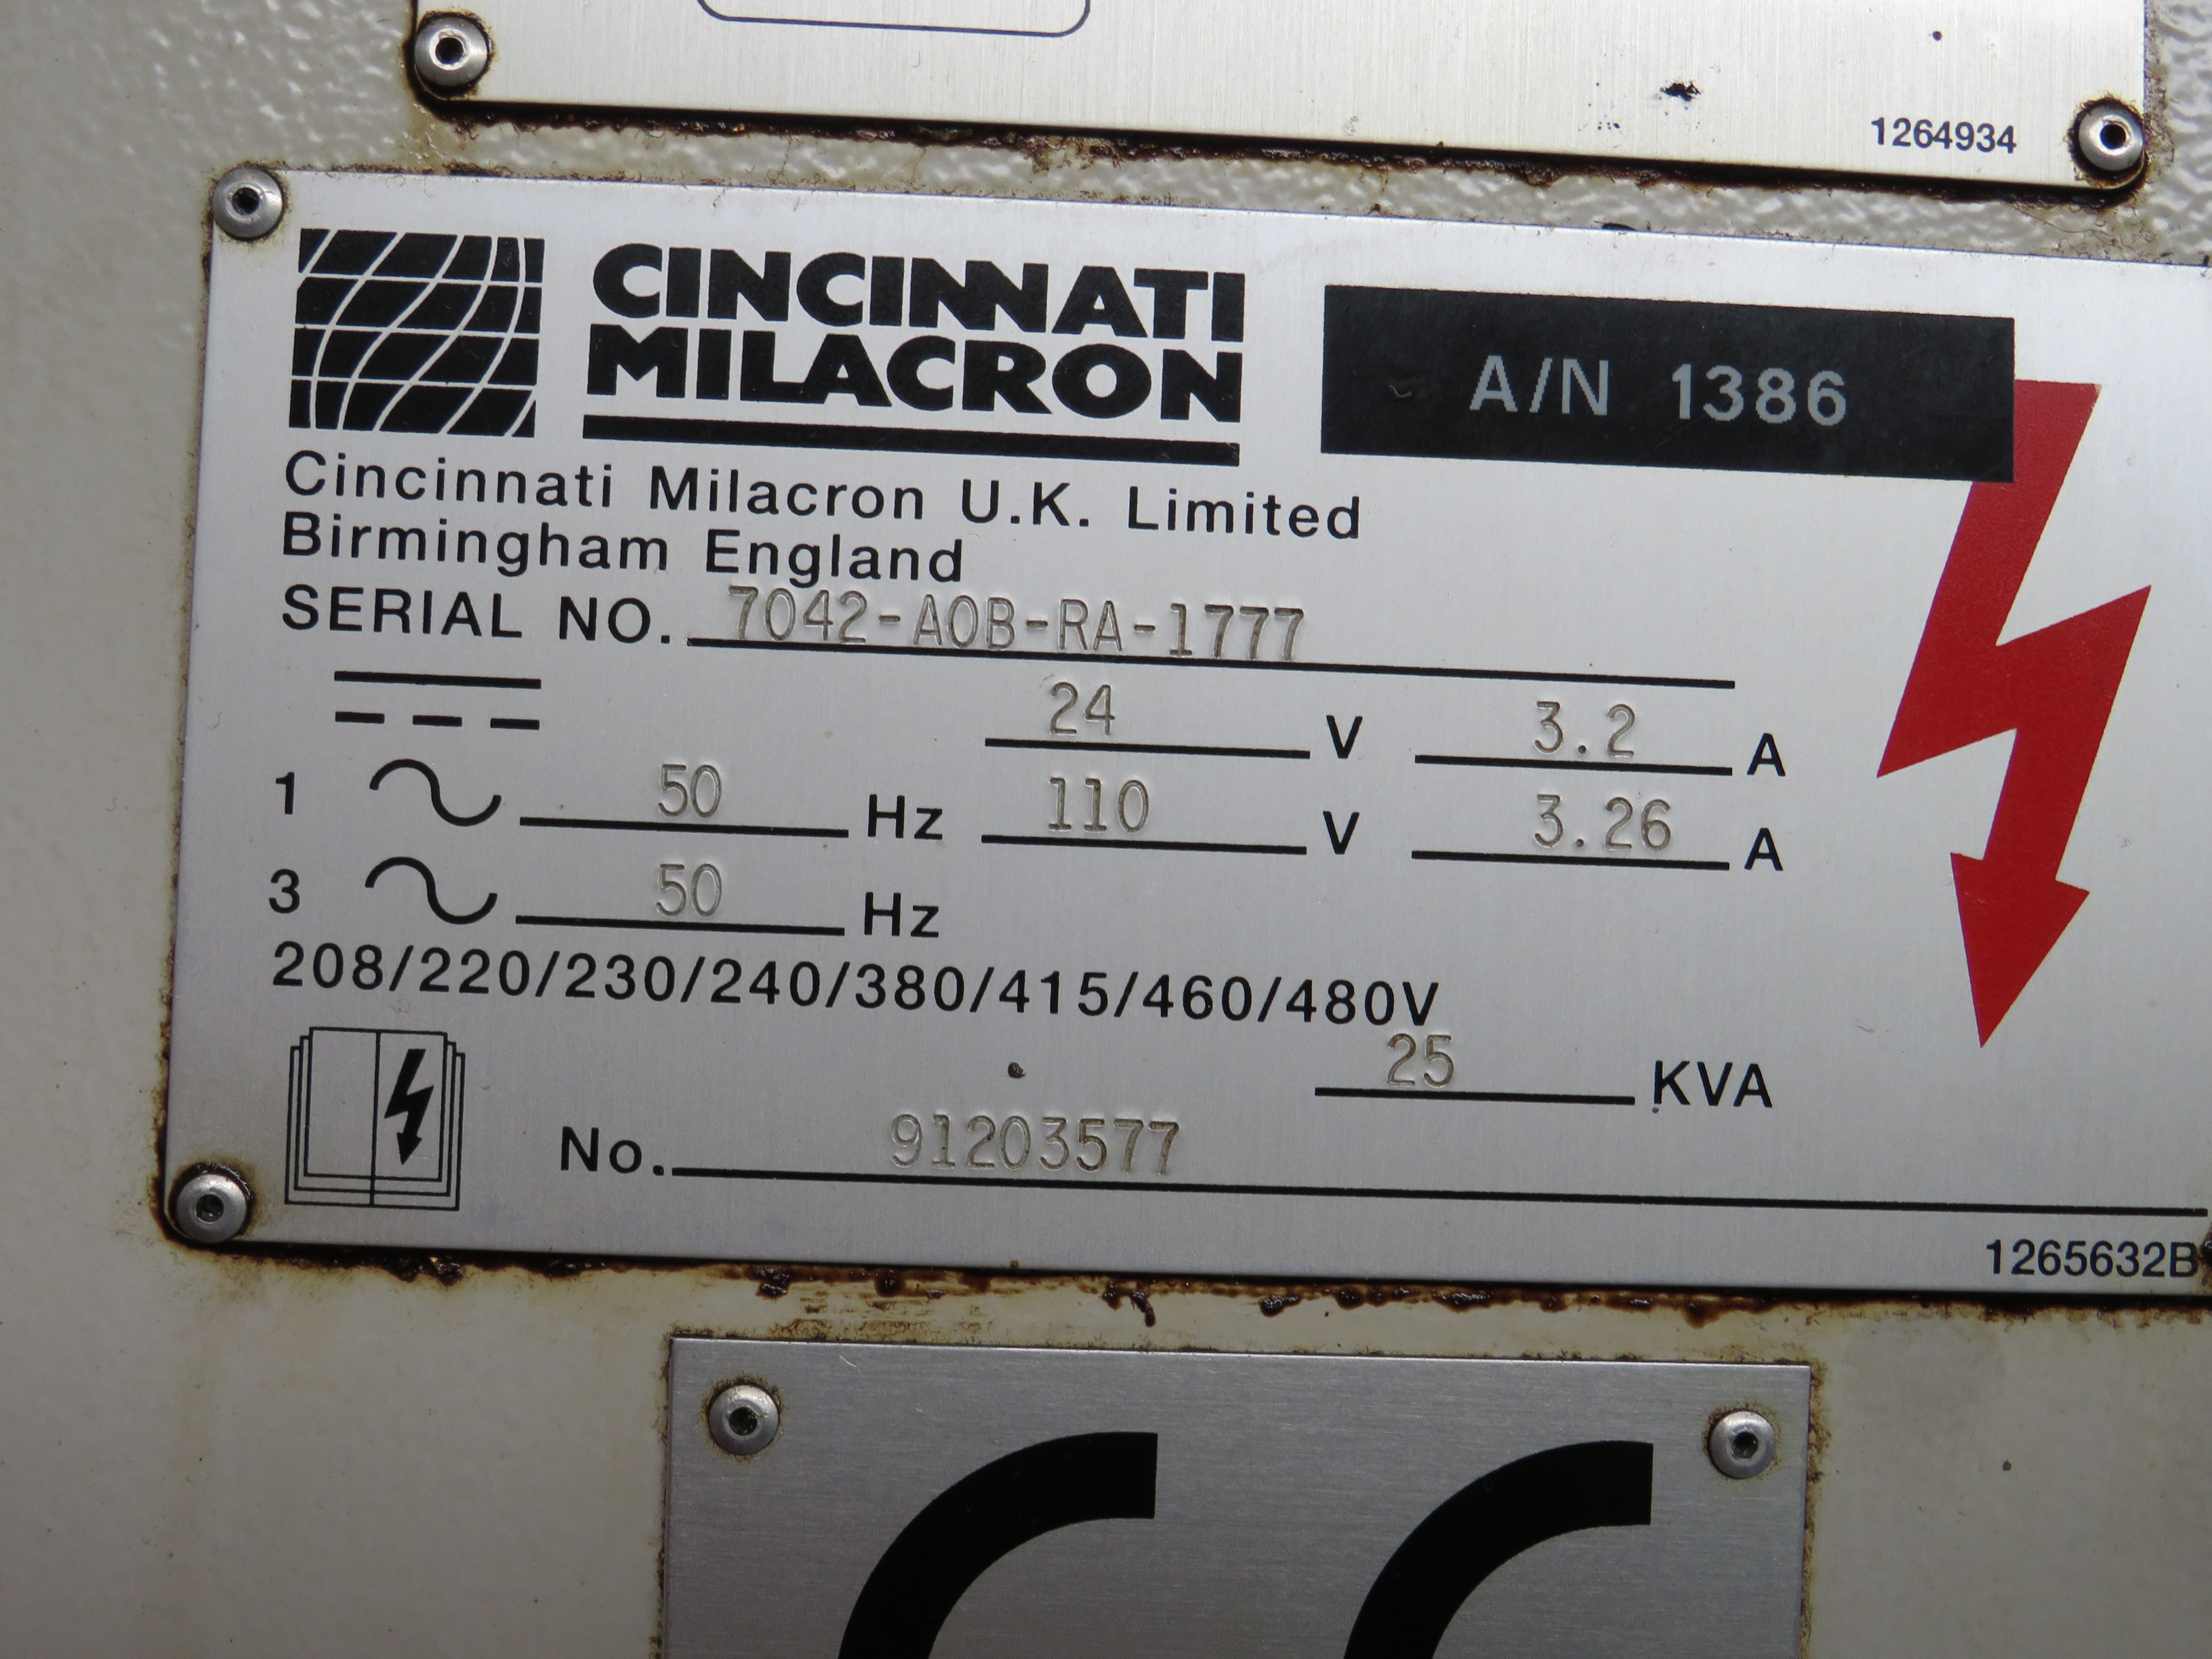 1264934
CINCINNATI
MILACRON
A/N 1386
Cincinnati Milacron U.K. Limited
Birmingham England
SERIAL NO. 7042-A0B-RA-1777
24 V 3.2 A
1 50 Hz 110 V 3.26 A
3 50 Hz
208/220/230/240/380/415/460/480V
25 KVA
No. 91203577
1265632B
CE